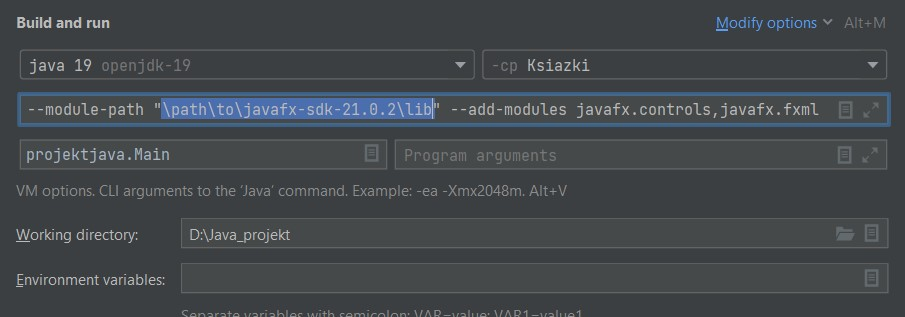 Build and run
Modify options Alt+M
java 19 openjdk-19
-cp Ksiazki
--module-path "\path\to\javafx-sdk-21.0.2\lib" --add-modules javafx.controls,javafx.fxml
projektjava.Main
Program arguments
VM options. CLI arguments to the ‘Java’ command. Example: -ea -Xmx2048m. Alt+V
Working directory:
D:\Java_projekt
Environment variables:
Separate variables with semicolon: VAR=value; VAR1=value1